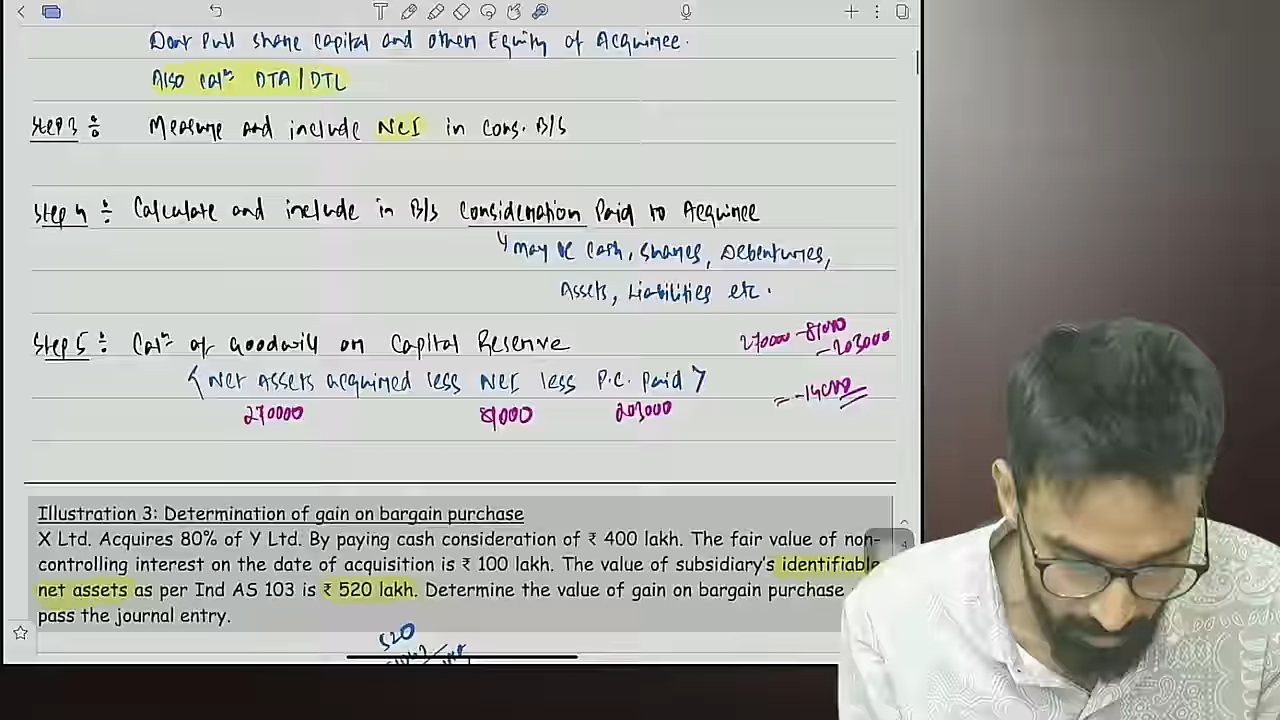 Dont Pull Share Capital and other Equity of Acquiree.
Also Calⁿ DTA/DTL
Step 3 : Measure and include NCI in Cons. B/S
Step 4 : Calculate and include in B/S Consideration Paid to Acquiree
may be Cash, Shares, Debentures,
Assets, Liabilities etc.
Step 5 : Calⁿ of Goodwill or Capital Reserve
270000 - 81000
- 203000
< Net Assets acquired less NCI less P.C. Paid >
= -14000
270000 81000 203000
Illustration 3: Determination of gain on bargain purchase
X Ltd. Acquires 80% of Y Ltd. By paying cash consideration of ₹ 400 lakh. The fair value of non-
controlling interest on the date of acquisition is ₹ 100 lakh. The value of subsidiary's identifiable
net assets as per Ind AS 103 is ₹ 520 lakh. Determine the value of gain on bargain purchase
pass the journal entry.
520